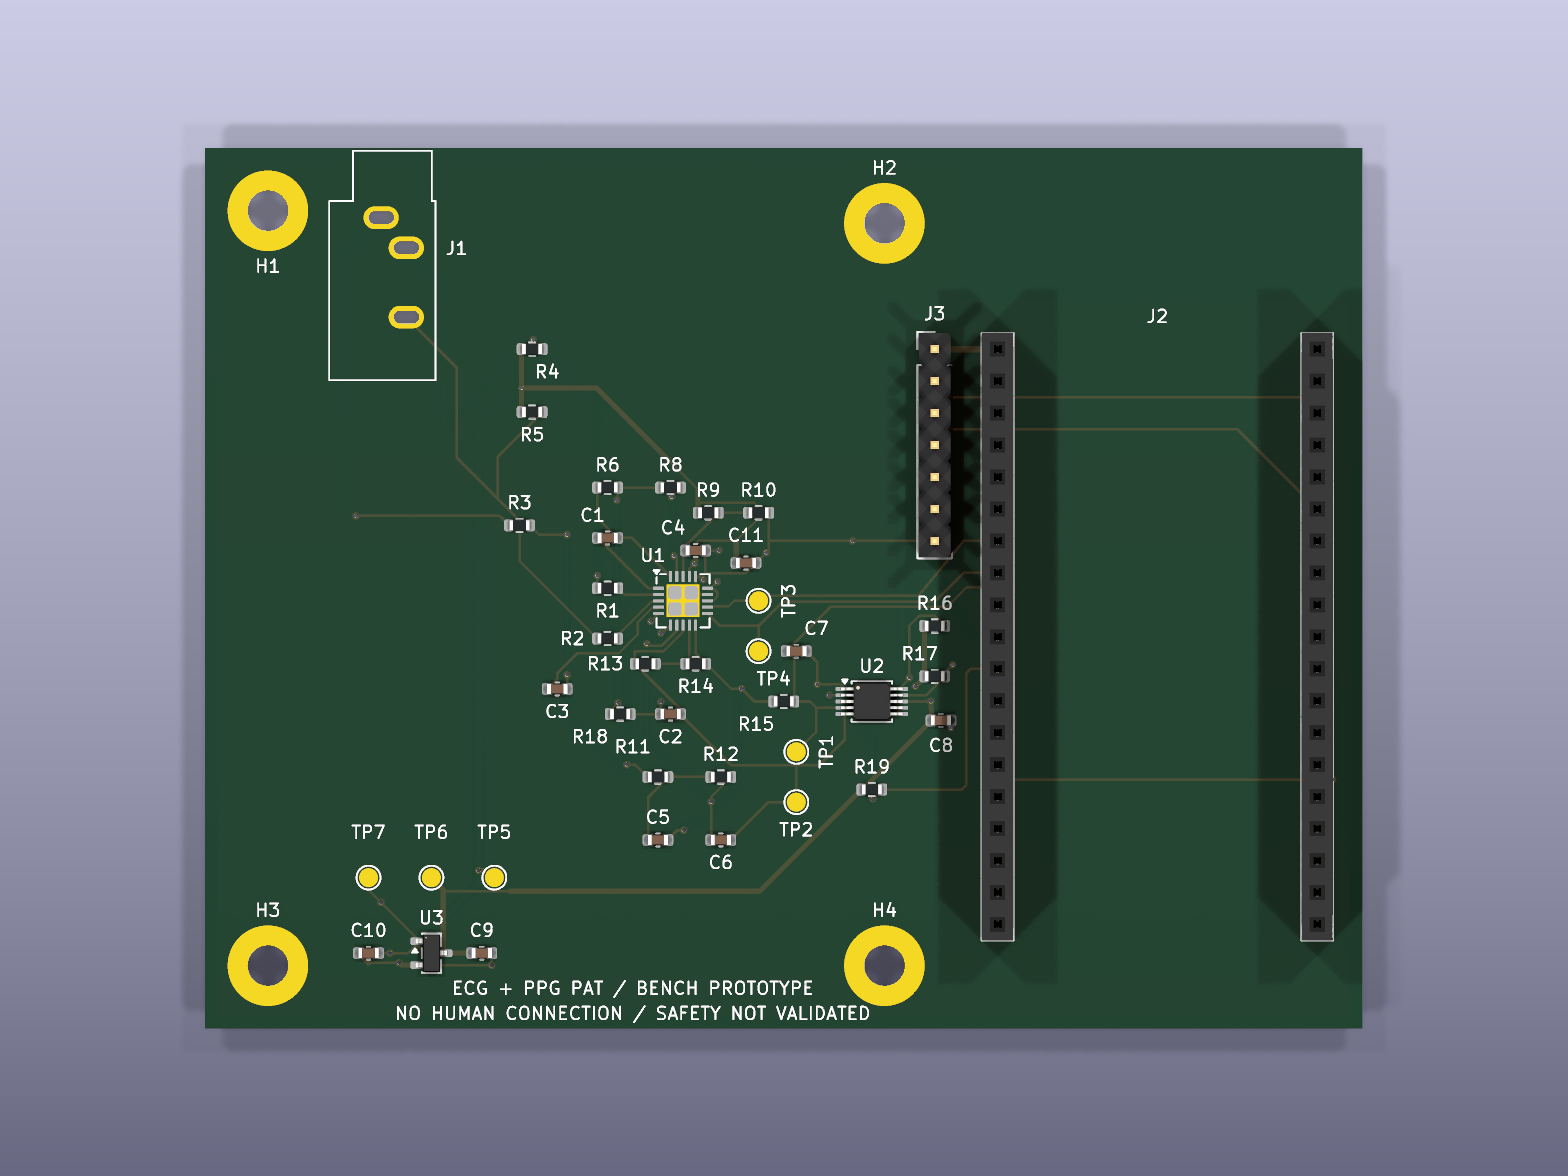 H2
H1
J1
J3
J2
R4
R5
R6
R8
R9
R10
R3
C1
C4
C11
U1
TP3
R1
R16
C7
R2
R17
R13
U2
TP4
R14
C3
R15
R18
C2
R11
C8
TP1
R12
R19
C5
TP2
TP7
TP6
TP5
C6
H3
H4
U3
C10
C9
ECG + PPG PAT / BENCH PROTOTYPE
NO HUMAN CONNECTION / SAFETY NOT VALIDATED